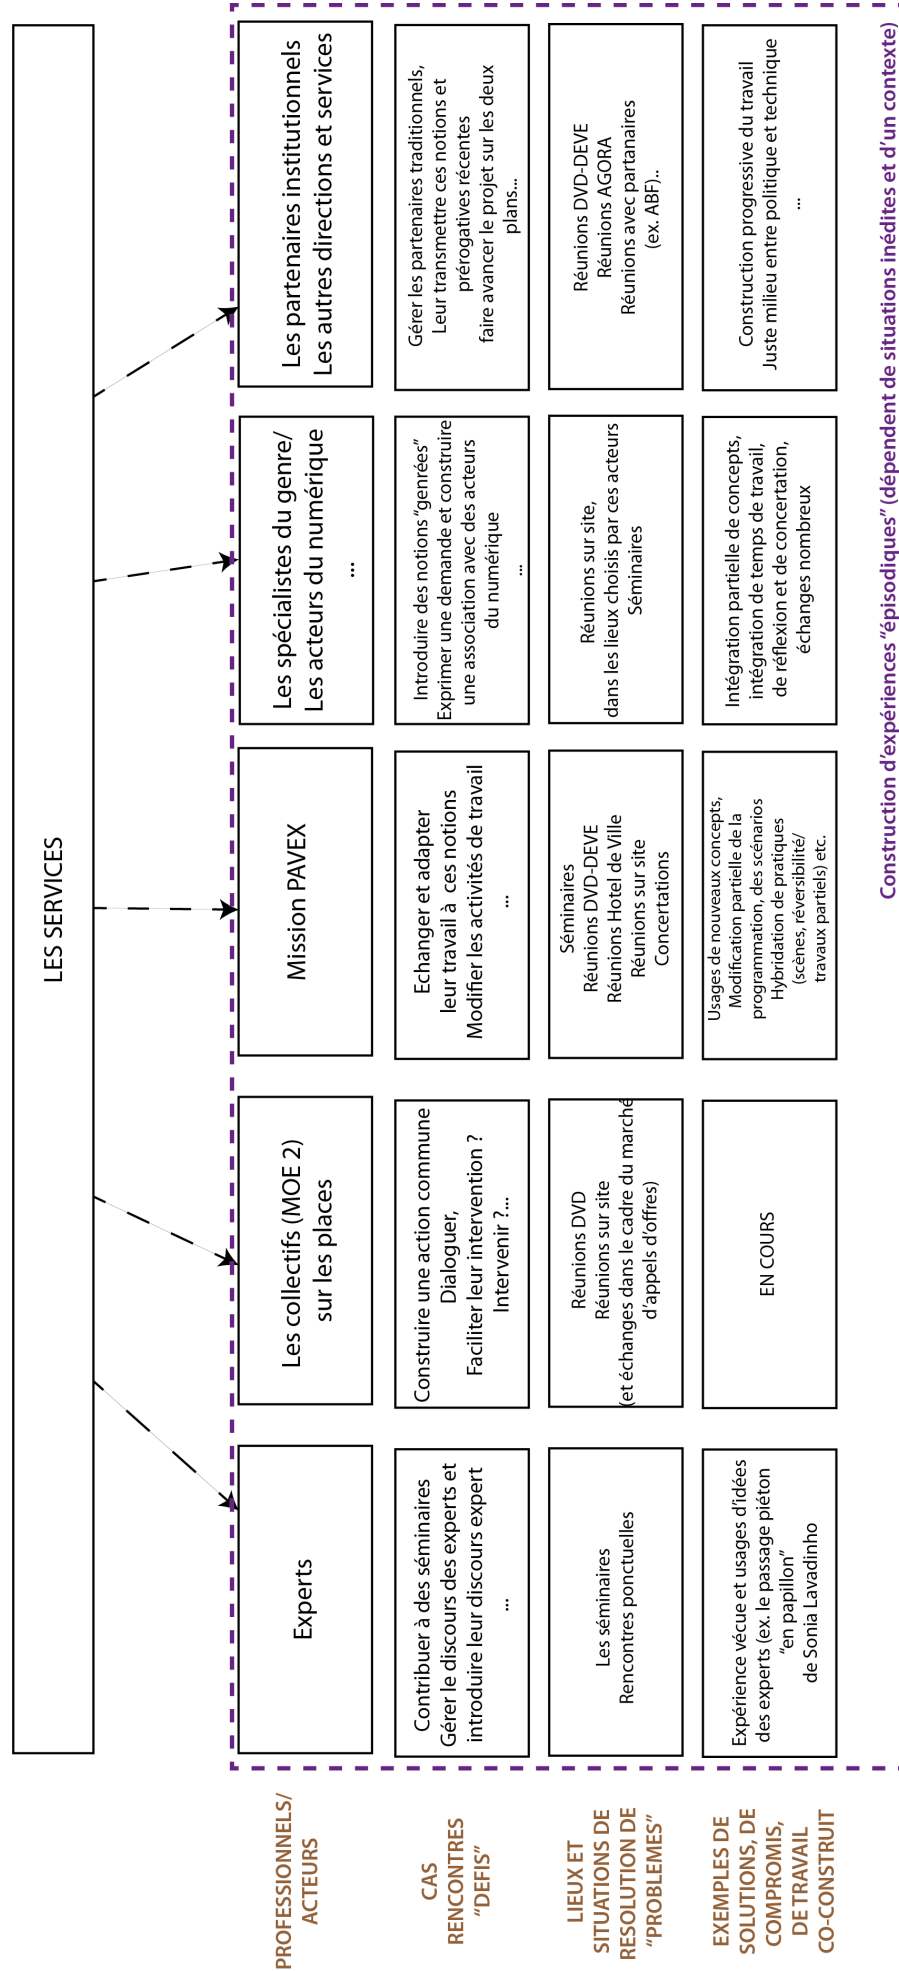 LES SERVICES
PROFESSIONNELS/
ACTEURS
Experts
Les collectifs (MOE 2)
sur les places
Mission PAVEX
Les spécialistes du genre/
Les acteurs du numérique
...
Les partenaires institutionnels
Les autres directions et services
CAS
RENCONTRES
“DEFIS”
Contribuer à des séminaires
Gérer le discours des experts et
introduire leur discours expert
...
Construire une action commune
Dialoguer,
Faciliter leur intervention ?
Intervenir ?...
Echanger et adapter
leur travail à ces notions
Modifier les activités de travail
...
Introduire des notions “genrées”
Exprimer une demande et construire
une association avec des acteurs
du numérique
...
Gérer les partenaires traditionnels,
Leur transmettre ces notions et
prérogatives récentes
faire avancer le projet sur les deux
plans...
LIEUX ET
SITUATIONS DE
RESOLUTION DE
“PROBLEMES”
Les séminaires
Rencontres ponctuelles
Réunions DVD
Réunions sur site
(et échanges dans le cadre du marché
d’appels d’offres)
Séminaires
Réunions DVD-DEVE
Réunions Hotel de Ville
Réunions sur site
Concertations
Réunions sur site,
dans les lieux choisis par ces acteurs
Séminaires
Réunions DVD-DEVE
Réunions AGORA
Réunions avec partanaires
(ex. ABF)..
EXEMPLES DE
SOLUTIONS, DE
COMPROMIS,
DE TRAVAIL
CO-CONSTRUIT
Expérience vécue et usages d’idées
des experts (ex. le passage piéton
“en papillon”
de Sonia Lavadinho
EN COURS
Usages de nouveaux concepts,
Modification partielle de la
programmation, des scénarios
Hybridation de pratiques
(scènes, réversibilité/
travaux partiels) etc.
Intégration partielle de concepts,
intégration de temps de travail,
de réflexion et de concertation,
échanges nombreux
Construction progressive du travail
Juste milieu entre politique et technique
...
Construction d’expériences “épisodiques” (dépendent de situations inédites et d’un contexte)